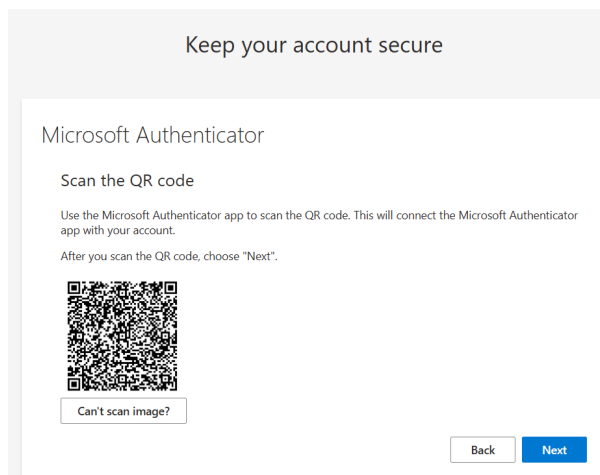 Keep your account secure
Microsoft Authenticator
Scan the QR code
Use the Microsoft Authenticator app to scan the QR code. This will connect the Microsoft Authenticator
app with your account.
After you scan the QR code, choose "Next".
Can't scan image?
Back
Next